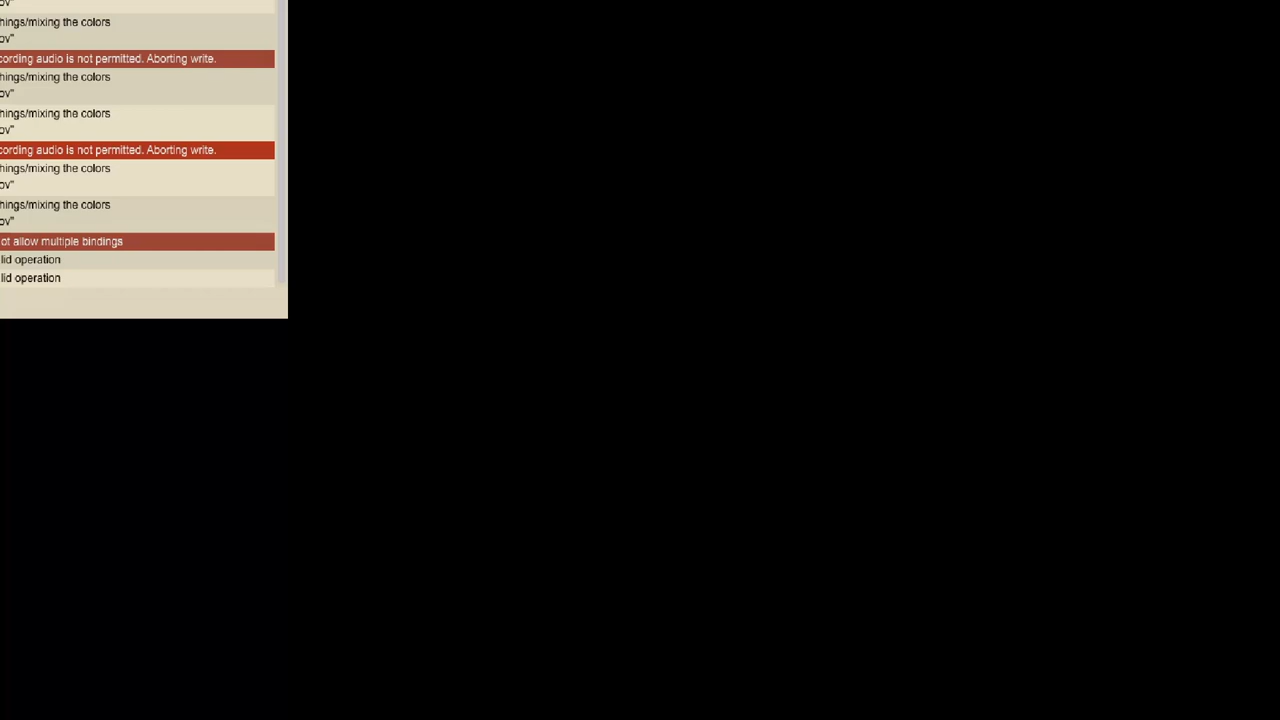 ov"
hings/mixing the colors
ov"
cording audio is not permitted. Aborting write.
hings/mixing the colors
ov"
hings/mixing the colors
ov"
cording audio is not permitted. Aborting write.
hings/mixing the colors
ov"
hings/mixing the colors
ov"
ot allow multiple bindings
lid operation
lid operation